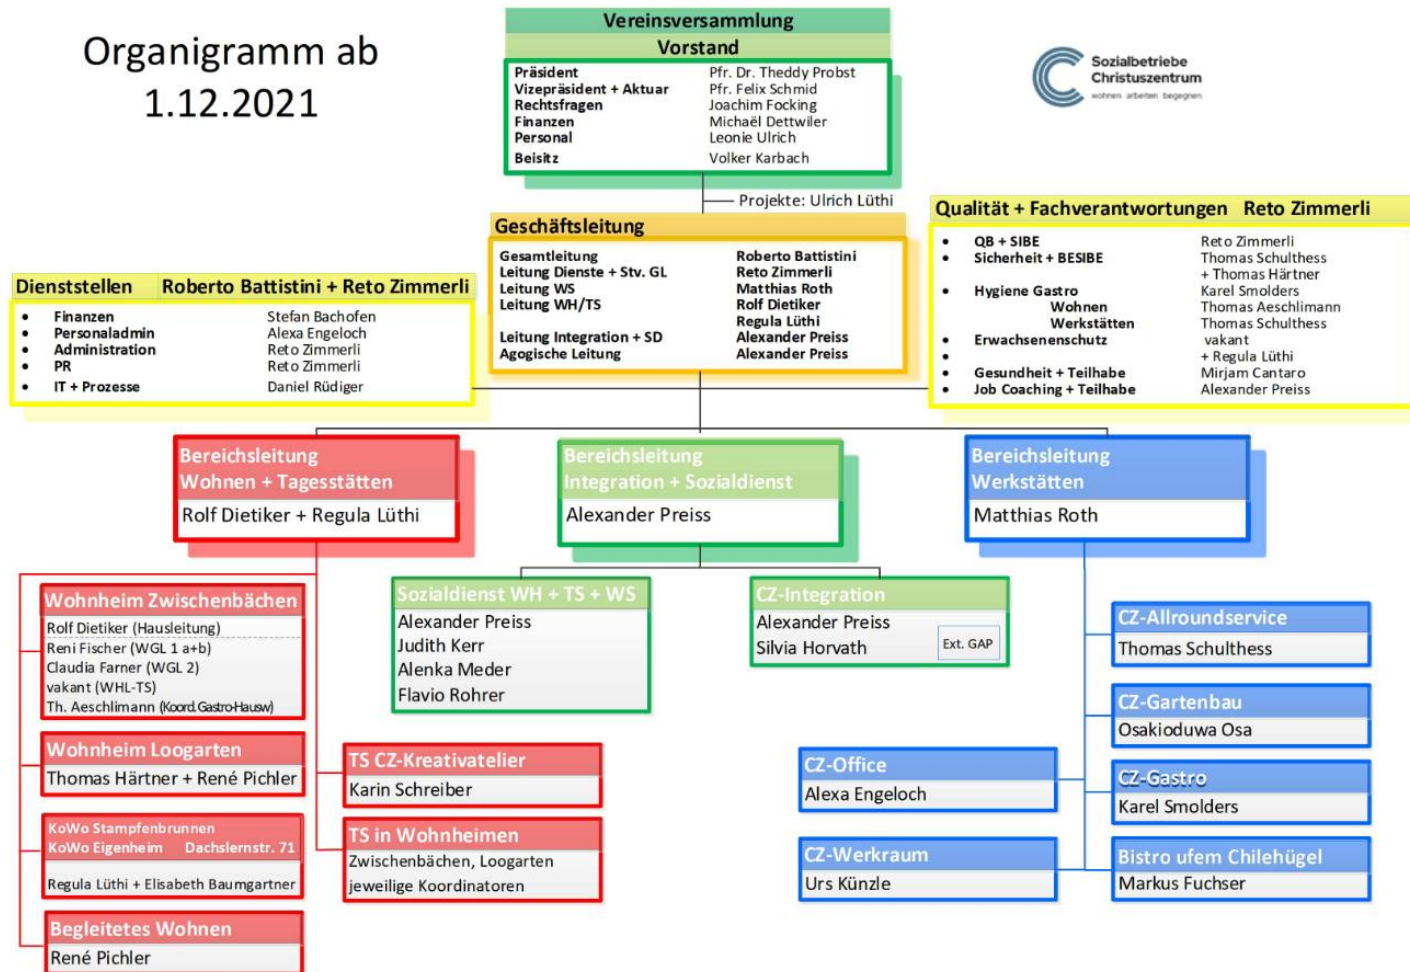 Organigramm ab
1.12.2021
Vereinsversammlung
Vorstand
Präsident Pfr. Dr. Theddy Probst
Vizepräsident + Aktuar Pfr. Felix Schmid
Rechtsfragen Joachim Focking
Finanzen Michaël Dettwiler
Personal Leonie Ulrich
Beisitz Volker Karbach
Sozialbetriebe
Christuszentrum
wohnen arbeiten begegnen
Projekte: Ulrich Lüthi
Geschäftsleitung
Gesamtleitung Roberto Battistini
Leitung Dienste + Stv. GL Reto Zimmerli
Leitung WS Matthias Roth
Leitung WH/TS Rolf Dietiker
Regula Lüthi
Leitung Integration + SD Alexander Preiss
Agogische Leitung Alexander Preiss
Qualität + Fachverantwortungen Reto Zimmerli
• QB + SIBE Reto Zimmerli
• Sicherheit + BESIBE Thomas Schulthess
+ Thomas Härtner
• Hygiene Gastro Karel Smolders
Wohnen Thomas Aeschlimann
Werkstätten Thomas Schulthess
• Erwachsenenschutz vakant
• + Regula Lüthi
• Gesundheit + Teilhabe Mirjam Cantaro
• Job Coaching + Teilhabe Alexander Preiss
Dienststellen Roberto Battistini + Reto Zimmerli
• Finanzen Stefan Bachofen
• Personaladmin Alexa Engeloch
• Administration Reto Zimmerli
• PR Reto Zimmerli
• IT + Prozesse Daniel Rüdiger
Bereichsleitung
Wohnen + Tagesstätten
Rolf Dietiker + Regula Lüthi
Bereichsleitung
Integration + Sozialdienst
Alexander Preiss
Bereichsleitung
Werkstätten
Matthias Roth
Wohnheim Zwischenbächen
Rolf Dietiker (Hausleitung)
Reni Fischer (WGL 1 a+b)
Claudia Farner (WGL 2)
vakant (WHL-TS)
Th. Aeschlimann (Koord.Gastro-Hausw)
Wohnheim Loogarten
Thomas Härtner + René Pichler
KoWo Stampfenbrunnen
KoWo Eigenheim Dachslernstr. 71
Regula Lüthi + Elisabeth Baumgartner
Begleitetes Wohnen
René Pichler
TS CZ-Kreativatelier
Karin Schreiber
TS in Wohnheimen
Zwischenbächen, Loogarten
jeweilige Koordinatoren
Sozialdienst WH + TS + WS
Alexander Preiss
Judith Kerr
Alenka Meder
Flavio Rohrer
CZ-Integration
Alexander Preiss
Silvia Horvath
Ext. GAP
CZ-Office
Alexa Engeloch
CZ-Werkraum
Urs Künzle
CZ-Allroundservice
Thomas Schulthess
CZ-Gartenbau
Osakioduwa Osa
CZ-Gastro
Karel Smolders
Bistro ufem Chilehügel
Markus Fuchser